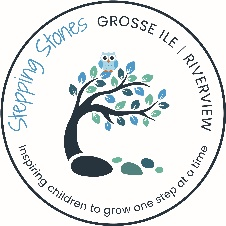 Stepping Stones
GROSSE ILE | RIVERVIEW
Inspiring children to grow one step at a time